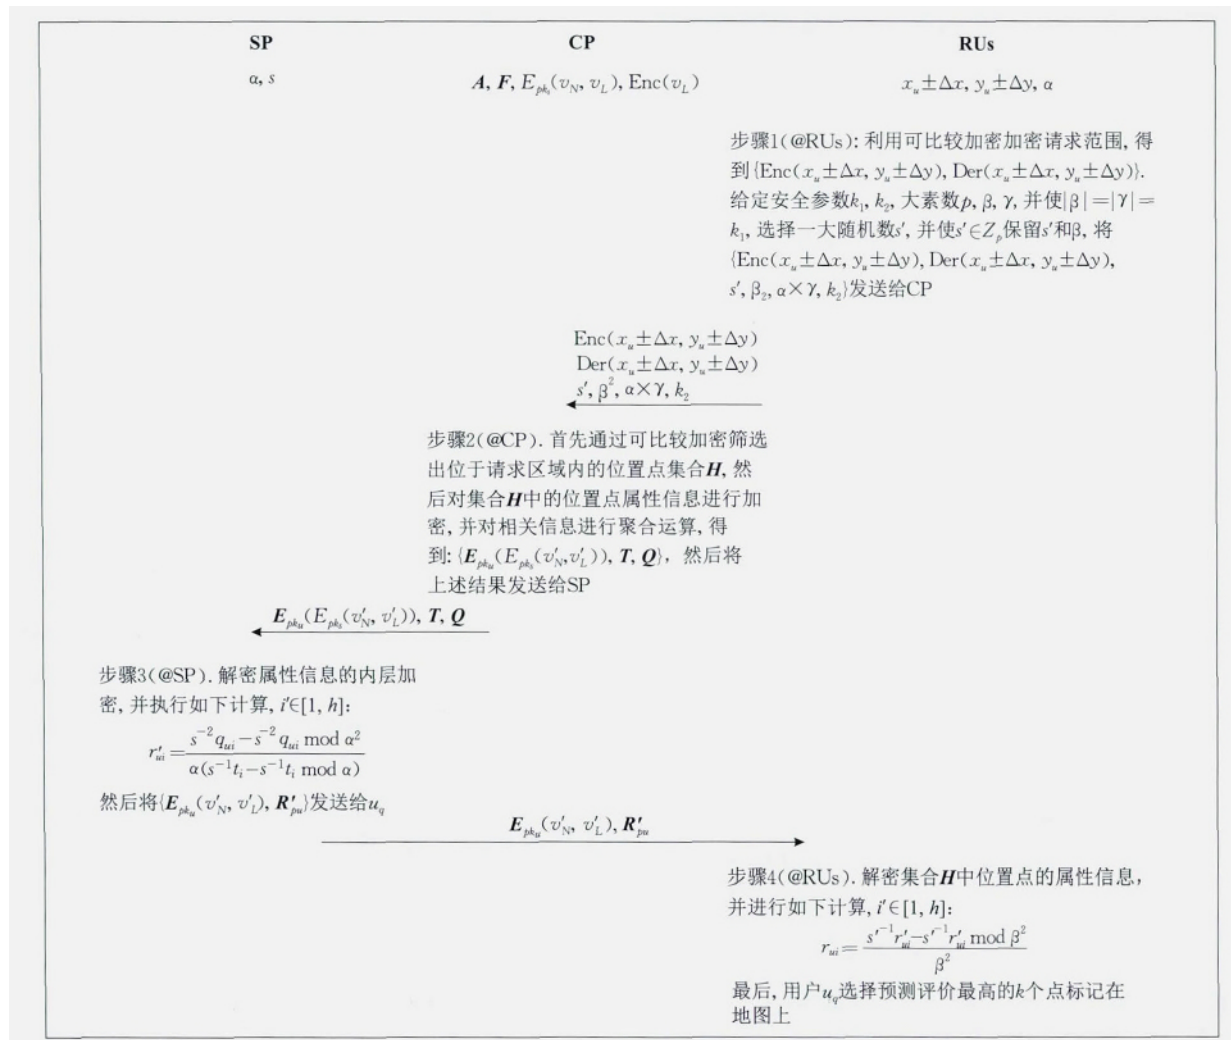 SP CP RUs
α, s A, F, E_{pk_s}(v_N, v_L), Enc(v_L) x_u±Δx, y_u±Δy, α
步骤1(@RUs): 利用可比较加密加密请求范围, 得
到{Enc(x_u±Δx, y_u±Δy), Der(x_u±Δx, y_u±Δy)}.
给定安全参数k_1, k_2, 大素数p, β, γ, 并使|β|=|γ|=
k_1, 选择一大随机数s′, 并使s′∈Z_p保留s′和β, 将
{Enc(x_u±Δx, y_u±Δy), Der(x_u±Δx, y_u±Δy),
s′, β_2, α×γ, k_2}发送给CP
Enc(x_u±Δx, y_u±Δy)
Der(x_u±Δx, y_u±Δy)
s′, β^2, α×γ, k_2
步骤2(@CP). 首先通过可比较加密筛选
出位于请求区域内的位置点集合H, 然
后对集合H中的位置点属性信息进行加
密, 并对相关信息进行聚合运算, 得
到: {E_{pk_u}(E_{pk_s}(v′_N,v′_L)), T, Q}, 然后将
上述结果发送给SP
E_{pk_u}(E_{pk_s}(v′_N, v′_L)), T, Q
步骤3(@SP). 解密属性信息的内层加
密, 并执行如下计算, i′∈[1, h]:
r′_{ui}=\frac{s^{-2}q_{ui}-s^{-2}q_{ui} mod α^2}{α(s^{-1}t_i-s^{-1}t_i mod α)}
然后将{E_{pk_u}(v′_N, v′_L), R′_{pu}}发送给u_q
E_{pk_u}(v′_N, v′_L), R′_{pu}
步骤4(@RUs). 解密集合H中位置点的属性信息,
并进行如下计算, i′∈[1, h]:
r_{ui}=\frac{s′^{-1}r′_{ui}-s′^{-1}r′_{ui} mod β^2}{β^2}
最后, 用户u_q选择预测评价最高的k个点标记在
地图上